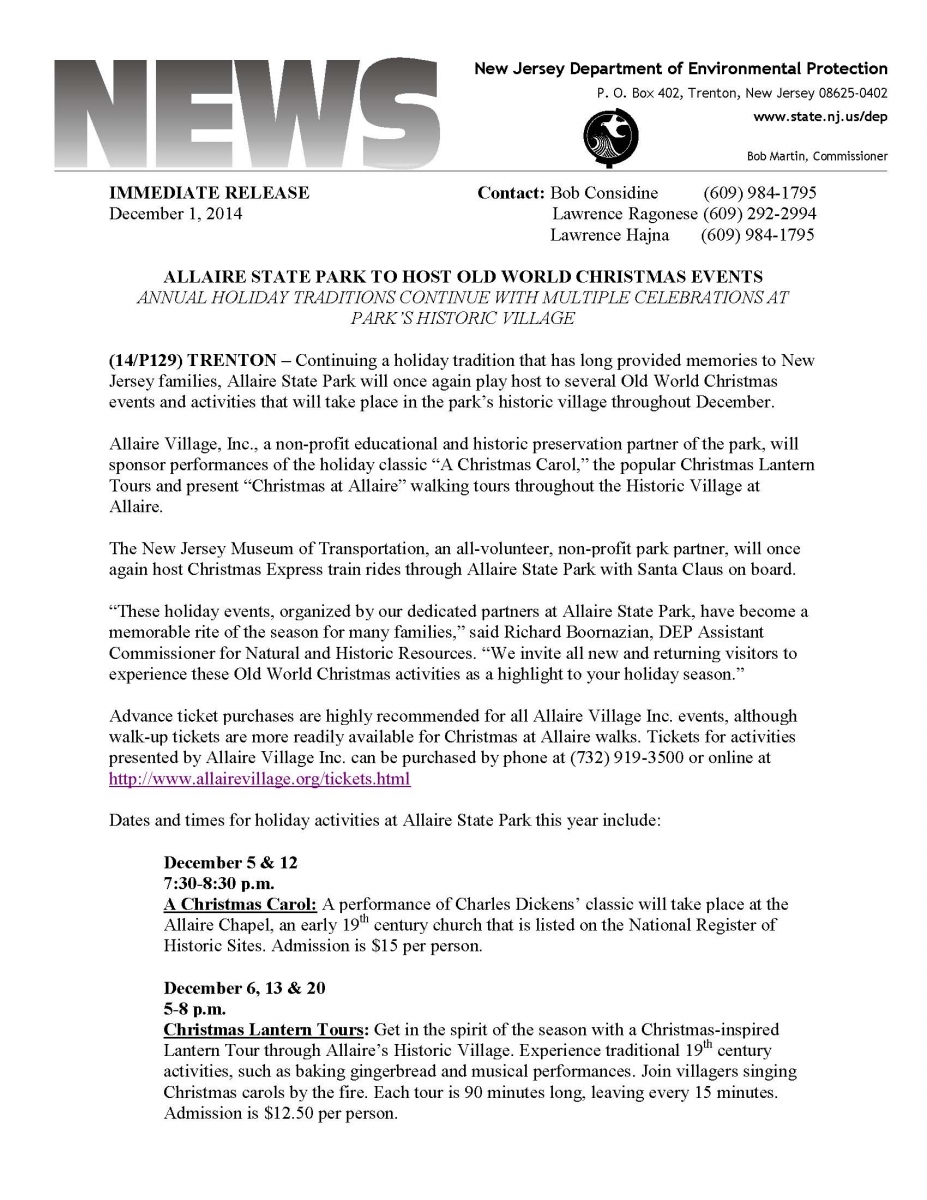 NEWS
New Jersey Department of Environmental Protection
P. O. Box 402, Trenton, New Jersey 08625-0402
www.state.nj.us/dep
Bob Martin, Commissioner
IMMEDIATE RELEASE
December 1, 2014
Contact: Bob Considine (609) 984-1795
Lawrence Ragonese (609) 292-2994
Lawrence Hajna (609) 984-1795
ALLAIRE STATE PARK TO HOST OLD WORLD CHRISTMAS EVENTS
ANNUAL HOLIDAY TRADITIONS CONTINUE WITH MULTIPLE CELEBRATIONS AT
PARK'S HISTORIC VILLAGE
(14/P129) TRENTON – Continuing a holiday tradition that has long provided memories to New
Jersey families, Allaire State Park will once again play host to several Old World Christmas
events and activities that will take place in the park's historic village throughout December.
Allaire Village, Inc., a non-profit educational and historic preservation partner of the park, will
sponsor performances of the holiday classic “A Christmas Carol,” the popular Christmas Lantern
Tours and present “Christmas at Allaire” walking tours throughout the Historic Village at
Allaire.
The New Jersey Museum of Transportation, an all-volunteer, non-profit park partner, will once
again host Christmas Express train rides through Allaire State Park with Santa Claus on board.
“These holiday events, organized by our dedicated partners at Allaire State Park, have become a
memorable rite of the season for many families,” said Richard Boornazian, DEP Assistant
Commissioner for Natural and Historic Resources. “We invite all new and returning visitors to
experience these Old World Christmas activities as a highlight to your holiday season.”
Advance ticket purchases are highly recommended for all Allaire Village Inc. events, although
walk-up tickets are more readily available for Christmas at Allaire walks. Tickets for activities
presented by Allaire Village Inc. can be purchased by phone at (732) 919-3500 or online at
http://www.allairevillage.org/tickets.html
Dates and times for holiday activities at Allaire State Park this year include:
December 5 & 12
7:30-8:30 p.m.
A Christmas Carol: A performance of Charles Dickens' classic will take place at the
Allaire Chapel, an early 19th century church that is listed on the National Register of
Historic Sites. Admission is $15 per person.
December 6, 13 & 20
5-8 p.m.
Christmas Lantern Tours: Get in the spirit of the season with a Christmas-inspired
Lantern Tour through Allaire's Historic Village. Experience traditional 19th century
activities, such as baking gingerbread and musical performances. Join villagers singing
Christmas carols by the fire. Each tour is 90 minutes long, leaving every 15 minutes.
Admission is $12.50 per person.